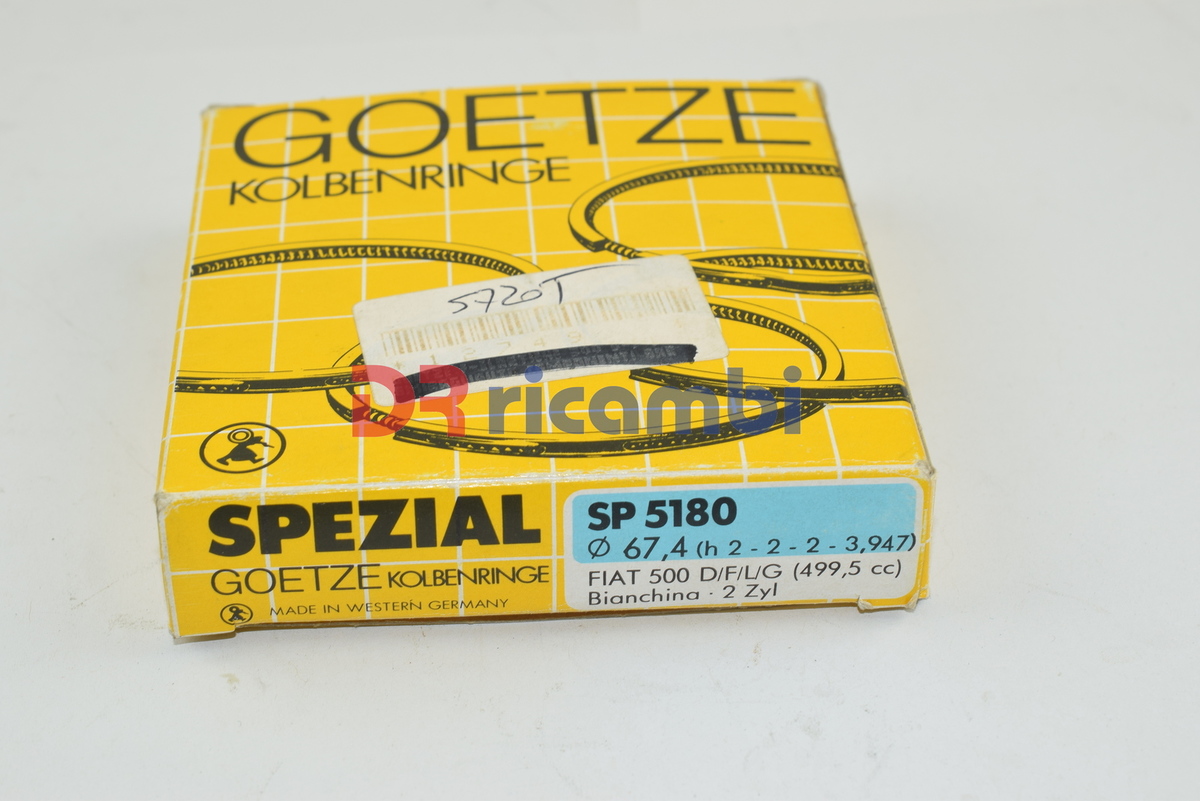 GOETZE
KOLBENRINGE
5720T
DR ricambi
SPEZIAL
GOETZE KOLBENRINGE
MADE IN WESTERN GERMANY
SP 5180
Ø 67,4 (h 2 - 2 - 2 - 3,947)
FIAT 500 D/F/L/G (499,5 cc)
Bianchina · 2 Zyl